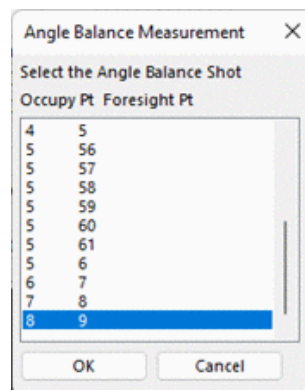 Angle Balance Measurement
Select the Angle Balance Shot
Occupy Pt Foresight Pt
4 5
5 56
5 57
5 58
5 59
5 60
5 61
5 6
6 7
7 8
8 9
OK Cancel